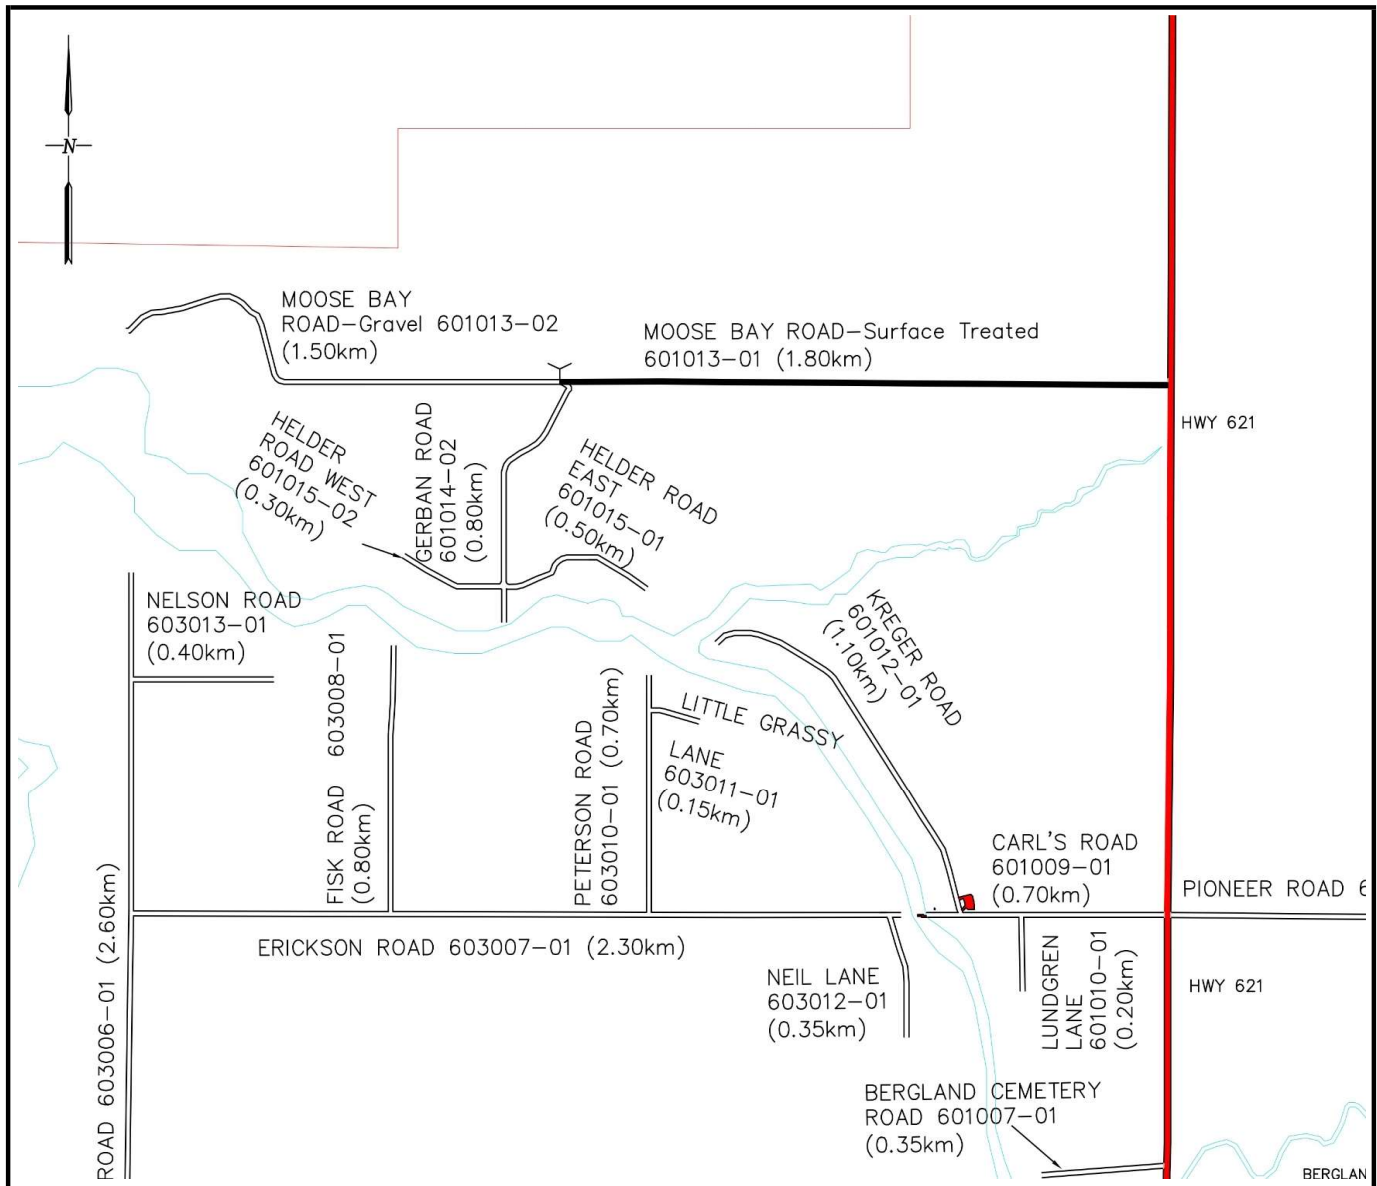 N
MOOSE BAY
ROAD-Gravel 601013-02
(1.50km)
MOOSE BAY ROAD-Surface Treated
601013-01 (1.80km)
HWY 621
HELDER
ROAD WEST
601015-02
(0.30km)
GERBAN ROAD
601014-02
(0.80km)
HELDER ROAD
EAST
601015-01
(0.50km)
NELSON ROAD
603013-01
(0.40km)
FISK ROAD 603008-01
(0.80km)
PETERSON ROAD
603010-01 (0.70km)
LITTLE GRASSY
LANE
603011-01
(0.15km)
KREGER ROAD
601012-01
(1.10km)
CARL'S ROAD
601009-01
(0.70km)
PIONEER ROAD 6
ROAD 603006-01 (2.60km)
ERICKSON ROAD 603007-01 (2.30km)
NEIL LANE
603012-01
(0.35km)
LUNDGREN
LANE
601010-01
(0.20km)
HWY 621
BERGLAND CEMETERY
ROAD 601007-01
(0.35km)
BERGLAN